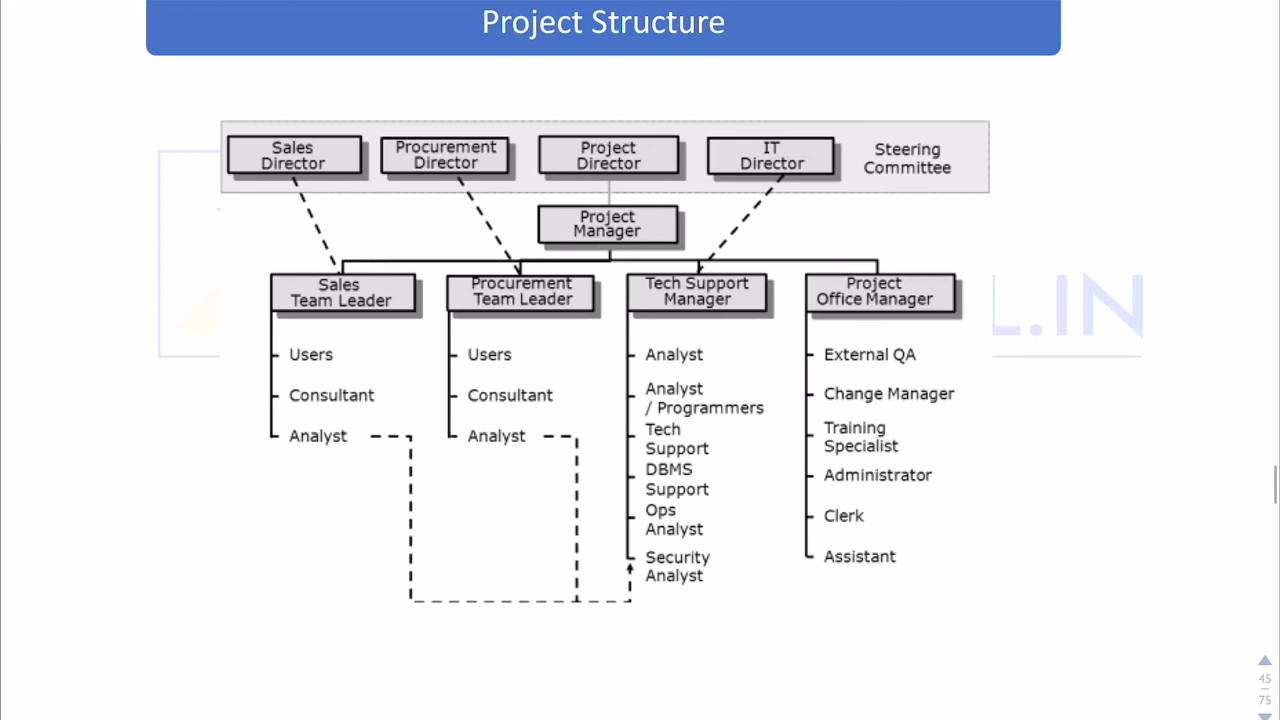 Project Structure
Sales
Director
Procurement
Director
Project
Director
IT
Director
Steering
Committee
Project
Manager
Sales
Team Leader
Procurement
Team Leader
Tech Support
Manager
Project
Office Manager
Users
Consultant
Analyst
Users
Consultant
Analyst
Analyst
Analyst
/ Programmers
Tech
Support
DBMS
Support
Ops
Analyst
Security
Analyst
External QA
Change Manager
Training
Specialist
Administrator
Clerk
Assistant
L.IN
45
75